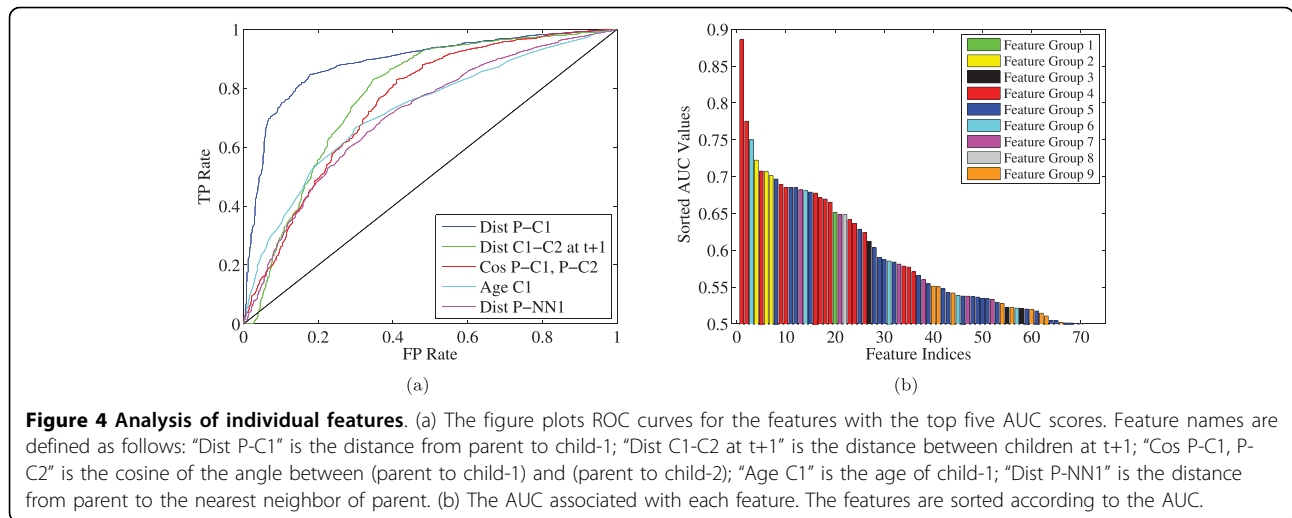 1
0.8
0.6
0.4
0.2
0
0 0.2 0.4 0.6 0.8 1
TP Rate
FP Rate
Dist P−C1
Dist C1−C2 at t+1
Cos P−C1, P−C2
Age C1
Dist P−NN1
(a)
0.9
0.85
0.8
0.75
0.7
0.65
0.6
0.55
0.5
0 10 20 30 40 50 60 70
Sorted AUC Values
Feature Indices
Feature Group 1
Feature Group 2
Feature Group 3
Feature Group 4
Feature Group 5
Feature Group 6
Feature Group 7
Feature Group 8
Feature Group 9
(b)
Figure 4 Analysis of individual features. (a) The figure plots ROC curves for the features with the top five AUC scores. Feature names are
defined as follows: "Dist P-C1" is the distance from parent to child-1; "Dist C1-C2 at t+1" is the distance between children at t+1; "Cos P-C1, P-
C2" is the cosine of the angle between (parent to child-1) and (parent to child-2); "Age C1" is the age of child-1; "Dist P-NN1" is the distance
from parent to the nearest neighbor of parent. (b) The AUC associated with each feature. The features are sorted according to the AUC.